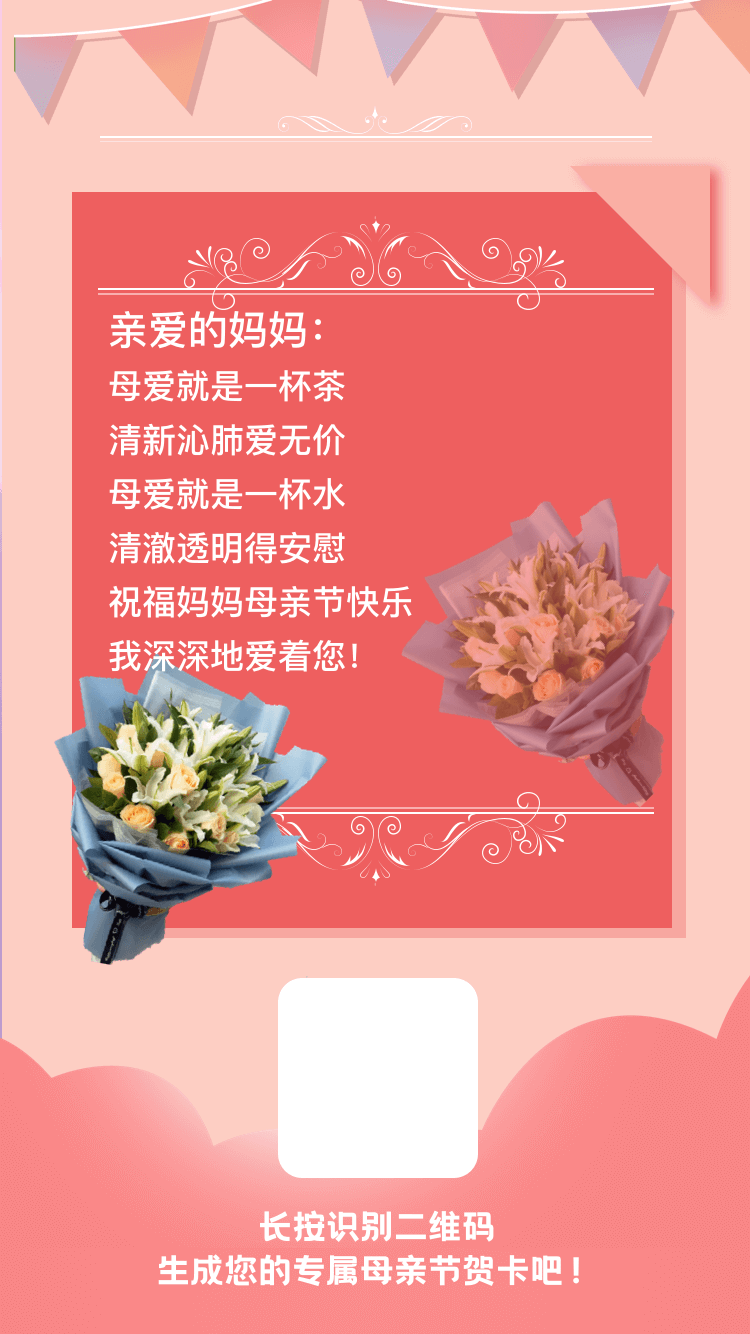 亲爱的妈妈：
母爱就是一杯茶
清新沁肺爱无价
母爱就是一杯水
清澈透明得安慰
祝福妈妈母亲节快乐
我深深地爱着您！
长按识别二维码
生成您的专属母亲节贺卡吧！